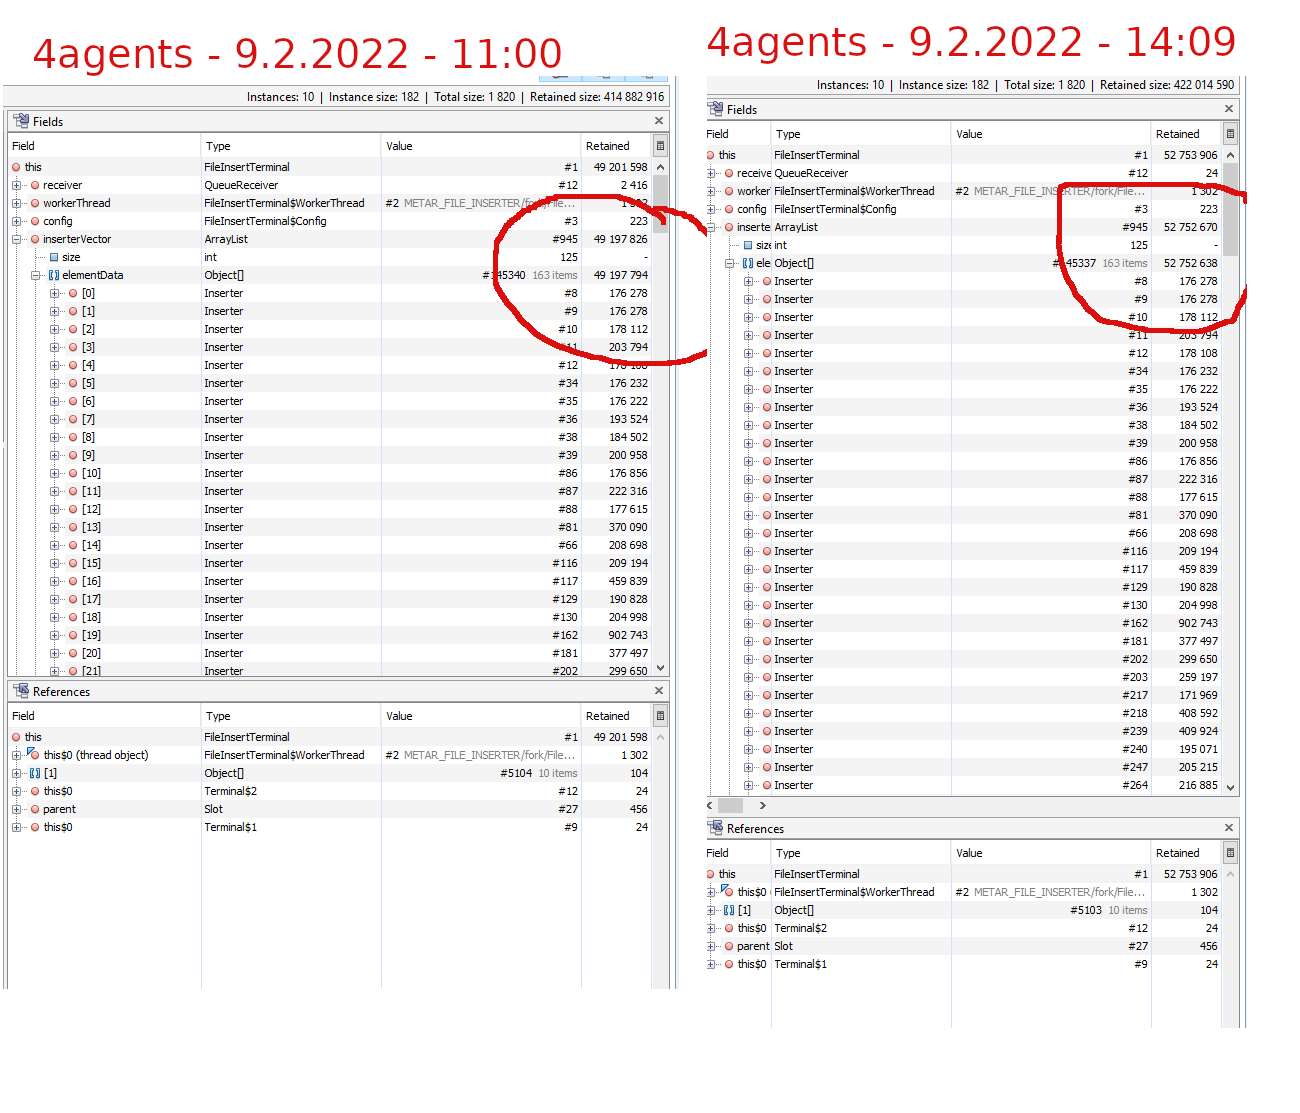 4agents - 9.2.2022 - 11:00
Instances: 10 | Instance size: 182 | Total size: 1 820 | Retained size: 414 882 916
Fields
Field Type Value Retained
this FileInsertTerminal #1 49 201 598
receiver QueueReceiver #12 2 416
workerThread FileInsertTerminal$WorkerThread #2 METAR_FILE_INSERTER/fork/File... 1 302
config FileInsertTerminal$Config #3 223
inserterVector ArrayList #945 49 197 826
size int 125 -
elementData Object[] #145340 163 items 49 197 794
[0] Inserter #8 176 278
[1] Inserter #9 176 278
[2] Inserter #10 178 112
[3] Inserter #11 203 794
[4] Inserter #12 178 108
[5] Inserter #34 176 232
[6] Inserter #35 176 222
[7] Inserter #36 193 524
[8] Inserter #38 184 502
[9] Inserter #39 200 958
[10] Inserter #86 176 856
[11] Inserter #87 222 316
[12] Inserter #88 177 615
[13] Inserter #81 370 090
[14] Inserter #66 208 698
[15] Inserter #116 209 194
[16] Inserter #117 459 839
[17] Inserter #129 190 828
[18] Inserter #130 204 998
[19] Inserter #162 902 743
[20] Inserter #181 377 497
[21] Inserter #202 299 650
References
Field Type Value Retained
this FileInsertTerminal #1 49 201 598
this$0 (thread object) FileInsertTerminal$WorkerThread #2 METAR_FILE_INSERTER/fork/File... 1 302
[1] Object[] #5104 10 items 104
this$0 Terminal$2 #12 24
parent Slot #27 456
this$0 Terminal$1 #9 24
4agents - 9.2.2022 - 14:09
Instances: 10 | Instance size: 182 | Total size: 1 820 | Retained size: 422 014 590
Fields
Field Type Value Retained
this FileInsertTerminal #1 52 753 906
receive QueueReceiver #12 24
worker FileInsertTerminal$WorkerThread #2 METAR_FILE_INSERTER/fork/File... 1 302
config FileInsertTerminal$Config #3 223
inserte ArrayList #945 52 752 670
size int 125 -
ele Object[] #145337 163 items 52 752 638
Inserter #8 176 278
Inserter #9 176 278
Inserter #10 178 112
Inserter #11 203 794
Inserter #12 178 108
Inserter #34 176 232
Inserter #35 176 222
Inserter #36 193 524
Inserter #38 184 502
Inserter #39 200 958
Inserter #86 176 856
Inserter #87 222 316
Inserter #88 177 615
Inserter #81 370 090
Inserter #66 208 698
Inserter #116 209 194
Inserter #117 459 839
Inserter #129 190 828
Inserter #130 204 998
Inserter #162 902 743
Inserter #181 377 497
Inserter #202 299 650
Inserter #203 259 197
Inserter #217 171 969
Inserter #218 408 592
Inserter #239 409 924
Inserter #240 195 071
Inserter #247 205 215
Inserter #264 216 885
References
Field Type Value Retained
this FileInsertTerminal #1 52 753 906
this$0 FileInsertTerminal$WorkerThread #2 METAR_FILE_INSERTER/fork/File... 1 302
[1] Object[] #5103 10 items 104
this$0 Terminal$2 #12 24
parent Slot #27 456
this$0 Terminal$1 #9 24